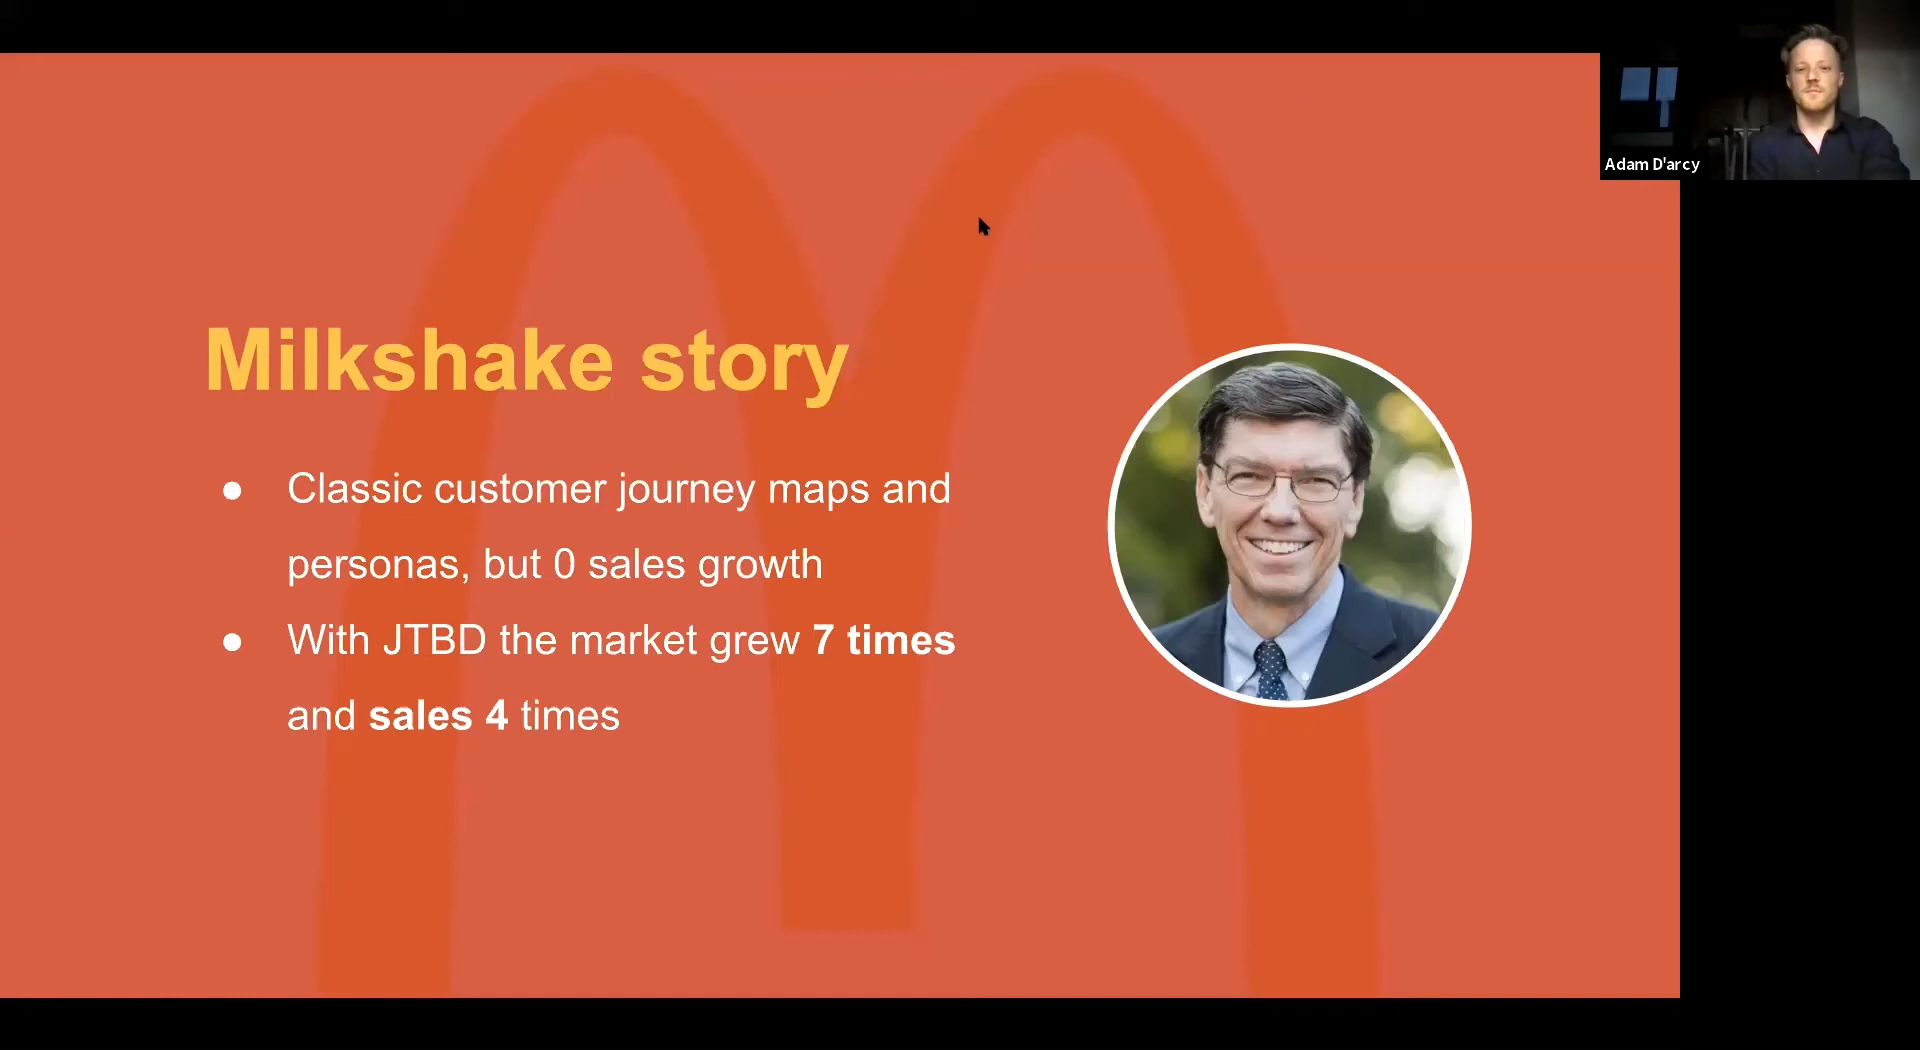 Adam D'arcy
Milkshake story
● Classic customer journey maps and
personas, but 0 sales growth
● With JTBD the market grew 7 times
and sales 4 times